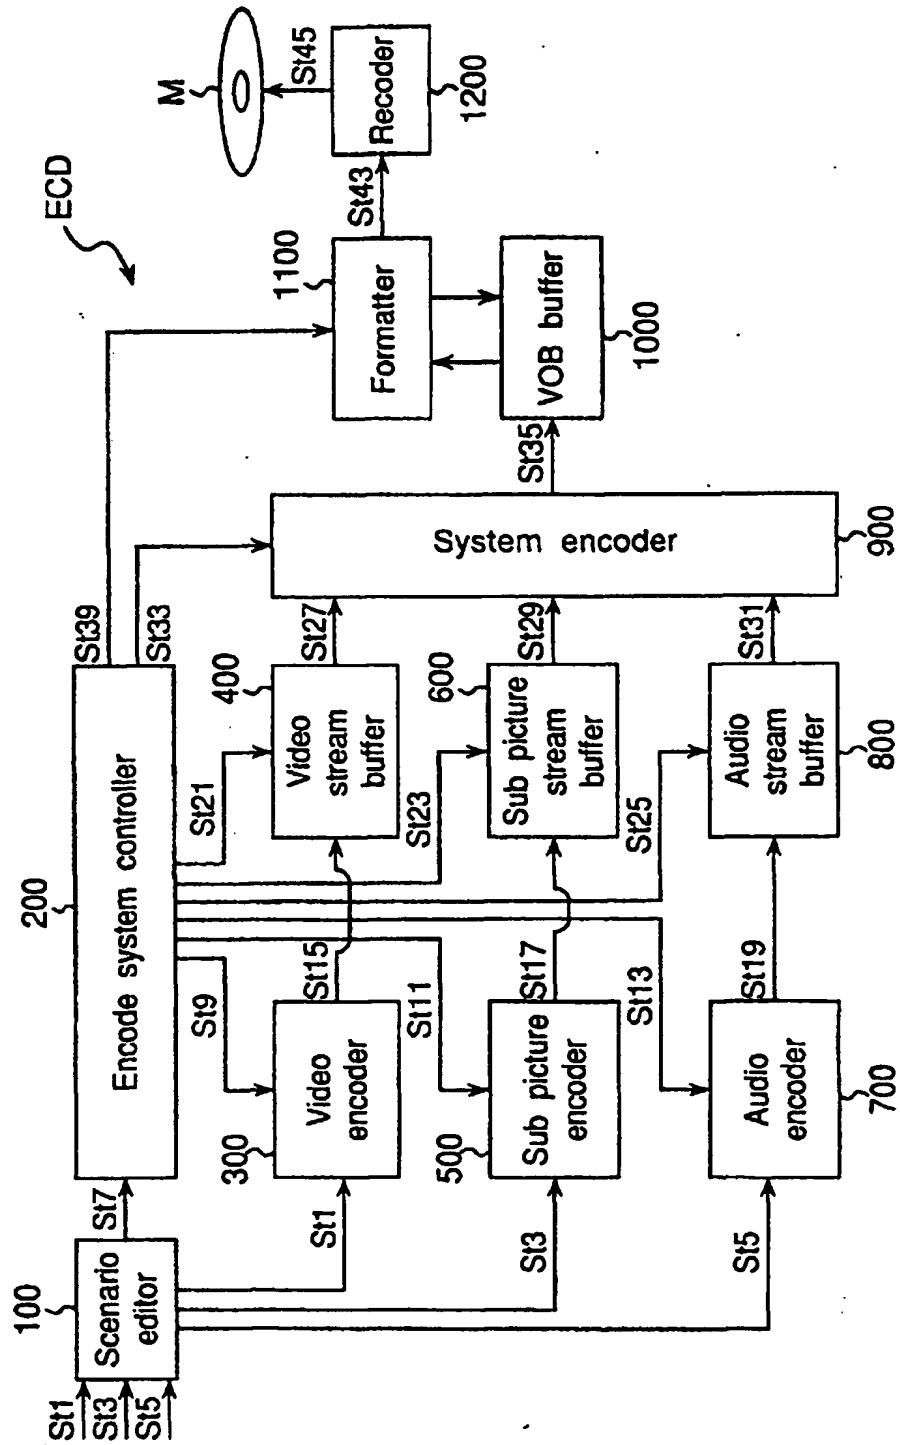 ECD
St1
St3
St5
100
Scenario
editor
St7
200
Encode system controller
St39
St33
St9
St21
St1
300
Video
encoder
St15
400
Video
stream
buffer
St27
St11
St23
St3
500
Sub picture
encoder
St17
600
Sub picture
stream
buffer
St29
St13
St25
St5
700
Audio
encoder
St19
800
Audio
stream
buffer
St31
System encoder
900
St35
VOB buffer
1000
1100
Formatter
St43
Recoder
1200
St45
M